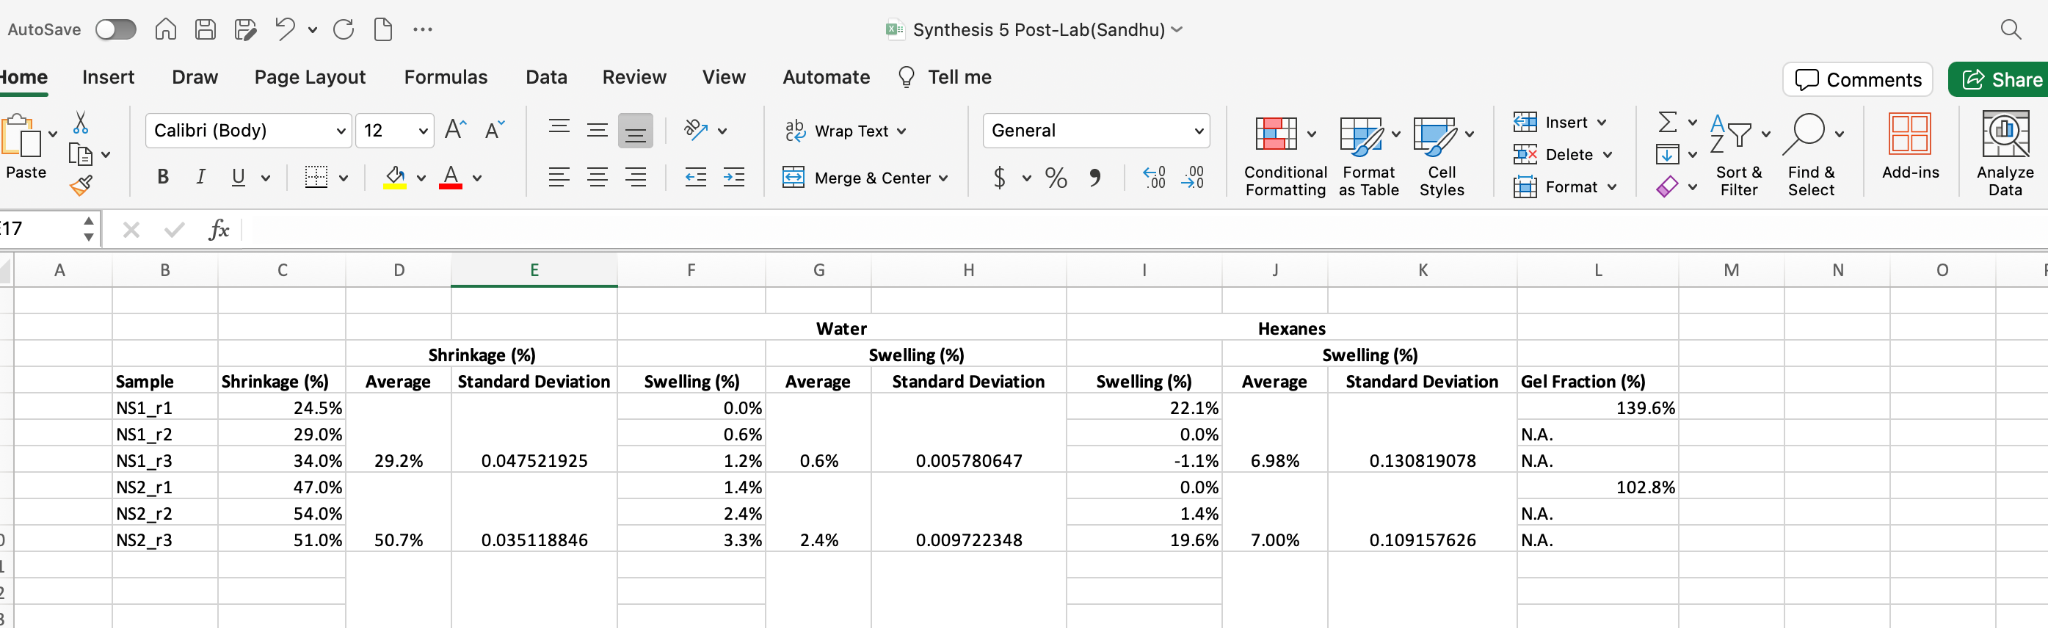 AutoSave Synthesis 5 Post-Lab(Sandhu)
Home Insert Draw Page Layout Formulas Data Review View Automate Tell me Comments Share
Paste Calibri (Body) 12 A A ab Wrap Text General Conditional Formatting Format as Table Cell Styles Insert Sort & Filter Find & Select Add-ins Analyze Data
Delete
B I U A Merge & Center $ % .00 .00 Format
17 fx
A B C D E F G H I J K L M N O
Water Hexanes
Shrinkage (%) Swelling (%) Swelling (%)
Sample Shrinkage (%) Average Standard Deviation Swelling (%) Average Standard Deviation Swelling (%) Average Standard Deviation Gel Fraction (%)
NS1_r1 24.5% 0.0% 22.1% 139.6%
NS1_r2 29.0% 0.6% 0.0% N.A.
NS1_r3 34.0% 29.2% 0.047521925 1.2% 0.6% 0.005780647 -1.1% 6.98% 0.130819078 N.A.
NS2_r1 47.0% 1.4% 0.0% 102.8%
NS2_r2 54.0% 2.4% 1.4% N.A.
NS2_r3 51.0% 50.7% 0.035118846 3.3% 2.4% 0.009722348 19.6% 7.00% 0.109157626 N.A.